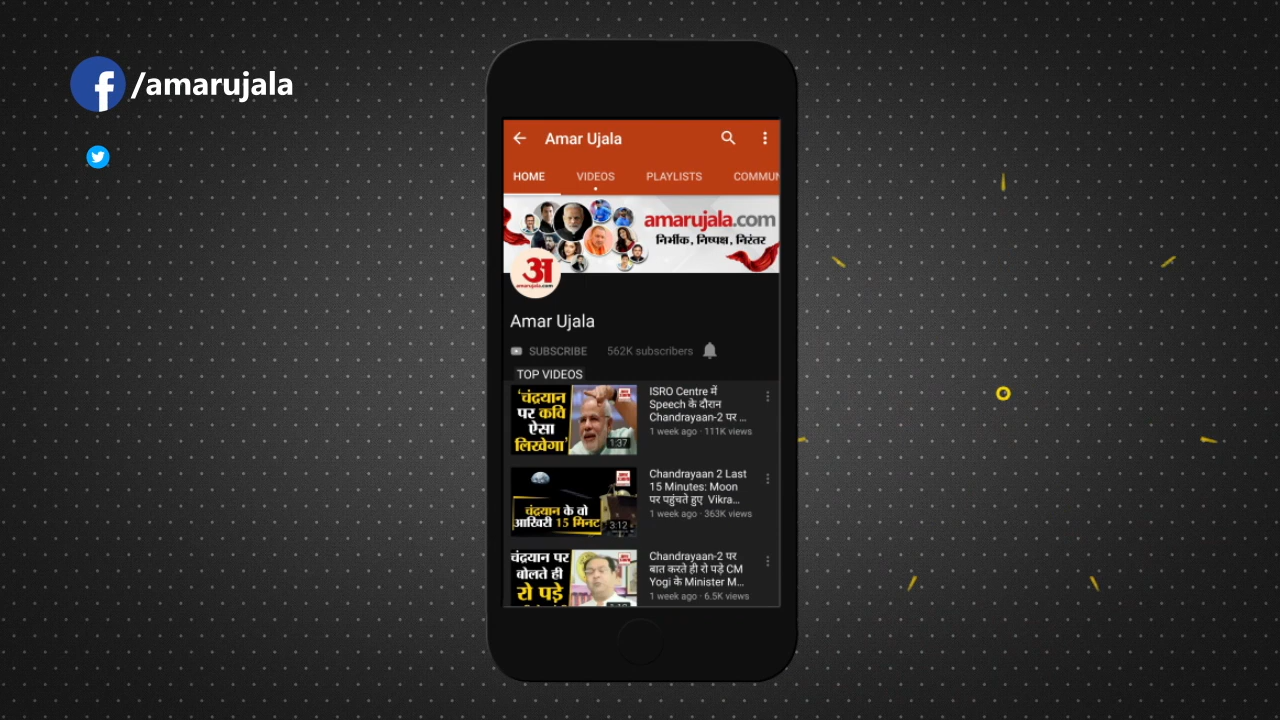 /amarujala
Amar Ujala
HOME VIDEOS PLAYLISTS COMMUN
amarujala.com
निर्भीक, निष्पक्ष, निरंतर
अ
amarujala.com
Amar Ujala
SUBSCRIBE 562K subscribers
TOP VIDEOS
'चंद्रयान
पर कवि
ऐसा
लिखेगा'
1:37
ISRO Centre में
Speech के दौरान
Chandrayaan-2 पर ...
1 week ago · 111K views
चंद्रयान के वो
आखिरी 15 मिनट
3:12
Chandrayaan 2 Last
15 Minutes: Moon
पर पहुंचते हुए Vikra...
1 week ago · 363K views
चंद्रयान पर
बोलते ही
रो पड़े
Chandrayaan-2 पर
बात करते ही रो पड़े CM
Yogi के Minister M...
1 week ago · 6.5K views